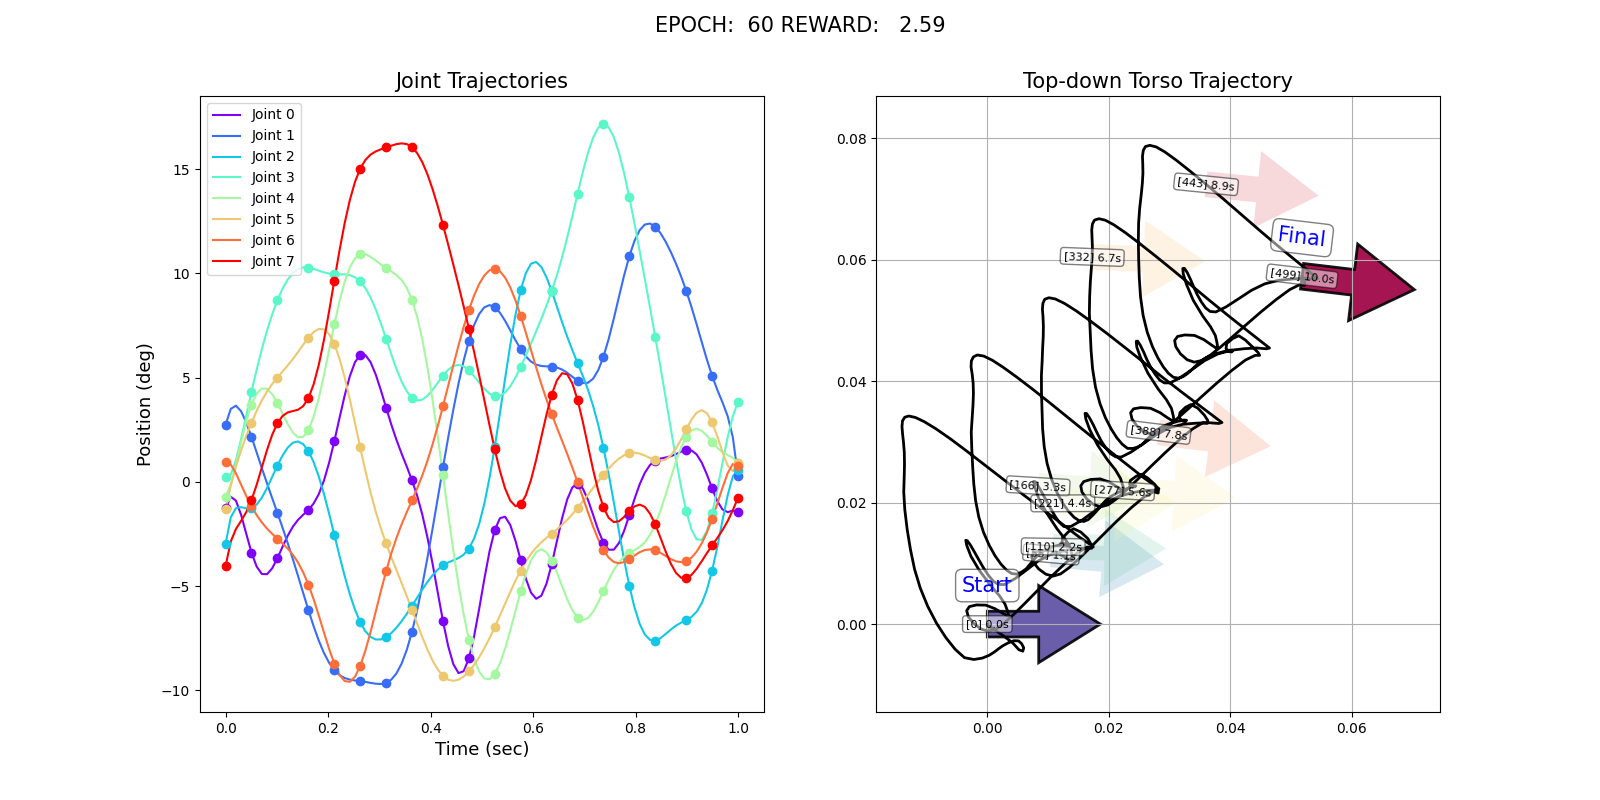 EPOCH:  60 REWARD:   2.59
Joint Trajectories
Joint 0
Joint 1
Joint 2
Joint 3
Joint 4
Joint 5
Joint 6
Joint 7
Position (deg)
15
10
5
0
−5
−10
0.0 0.2 0.4 0.6 0.8 1.0
Time (sec)
Top-down Torso Trajectory
0.08
0.06
0.04
0.02
0.00
0.00 0.02 0.04 0.06
[443] 8.9s
Final
[332] 6.7s
[499] 10.0s
[388] 7.8s
[166] 3.3s
[277] 5.6s
[221] 4.4s
[110] 2.2s
1.1s
Start
[0] 0.0s